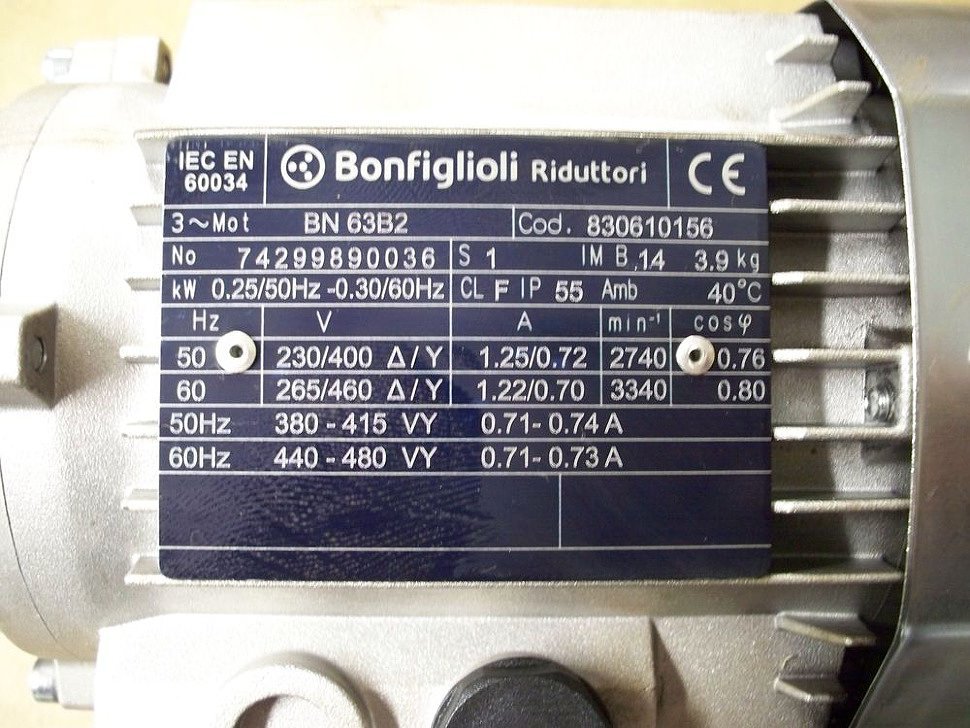 IEC EN
60034
Bonfiglioli Riduttori
CE
3~Mot BN 63B2 Cod. 830610156
No 74299890036 S 1 IM B 14 3.9 kg
kW 0.25/50Hz -0.30/60Hz CL F IP 55 Amb 40°C
Hz V A min⁻¹ cosφ
50 230/400 Δ/Y 1.25/0.72 2740 0.76
60 265/460 Δ/Y 1.22/0.70 3340 0.80
50Hz 380 - 415 VY 0.71- 0.74 A
60Hz 440 - 480 VY 0.71- 0.73 A